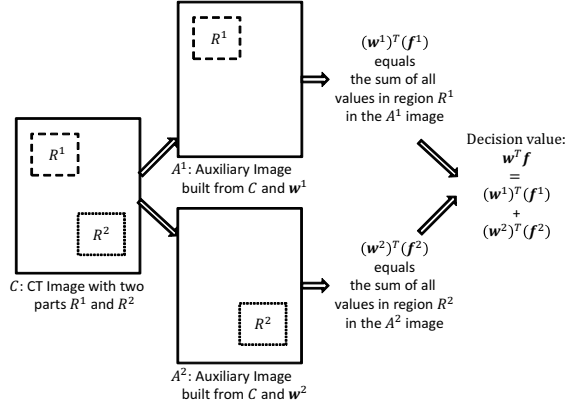 R¹
R²
C: CT Image with two
parts R¹ and R²
R¹
A¹: Auxiliary Image
built from C and w¹
R²
A²: Auxiliary Image
built from C and w²
(w¹)ᵀ(f¹)
equals
the sum of all
values in region R¹
in the A¹ image
(w²)ᵀ(f²)
equals
the sum of all
values in region R²
in the A² image
Decision value:
wᵀf
=
(w¹)ᵀ(f¹)
+
(w²)ᵀ(f²)